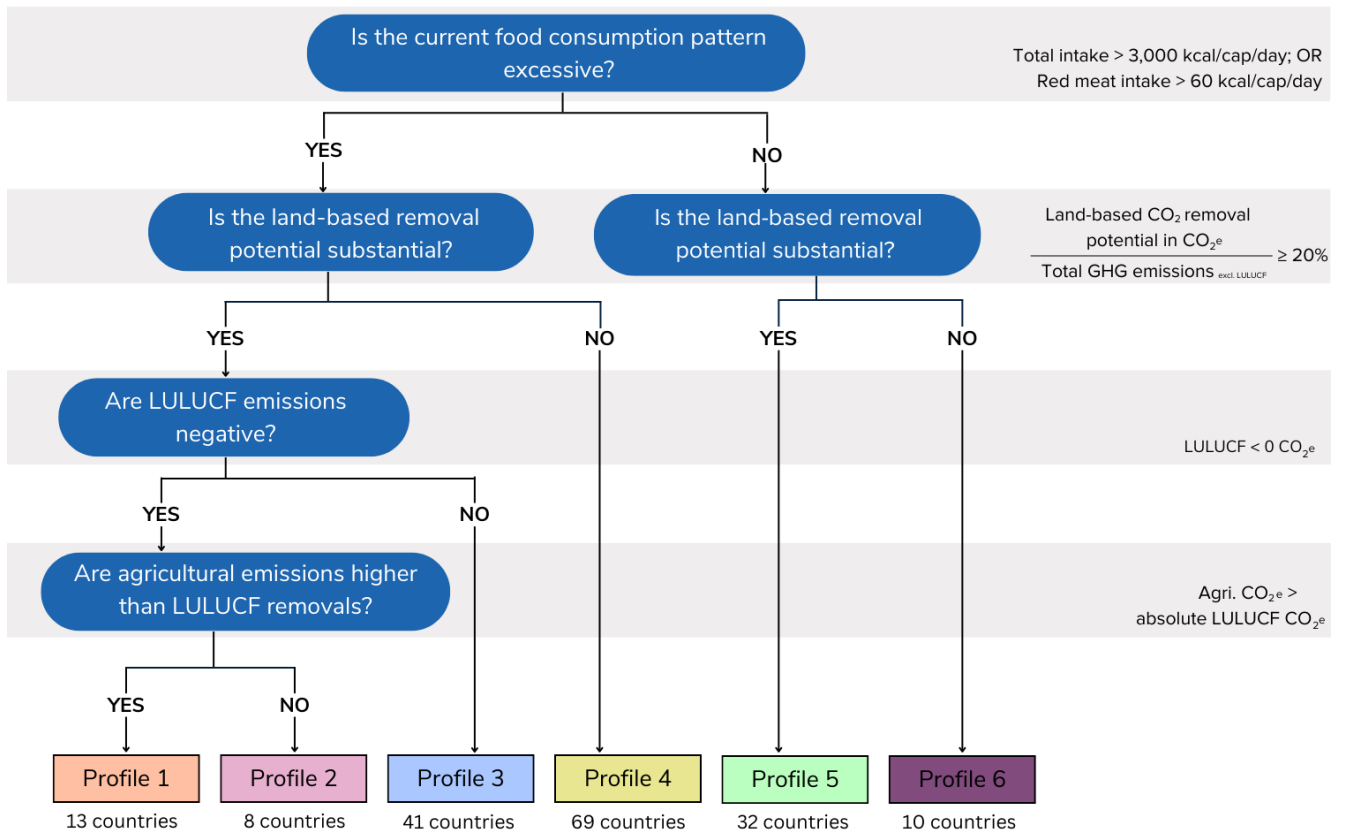 Is the current food consumption pattern
excessive?
Total intake > 3,000 kcal/cap/day; OR
Red meat intake > 60 kcal/cap/day
YES
NO
Is the land-based removal
potential substantial?
Is the land-based removal
potential substantial?
Land-based CO₂ removal
potential in CO₂e
Total GHG emissions excl. LULUCF
≥ 20%
YES
NO
YES
NO
Are LULUCF emissions
negative?
LULUCF < 0 CO₂e
YES
NO
Are agricultural emissions higher
than LULUCF removals?
Agri. CO₂e >
absolute LULUCF CO₂e
YES
NO
Profile 1
Profile 2
Profile 3
Profile 4
Profile 5
Profile 6
13 countries
8 countries
41 countries
69 countries
32 countries
10 countries